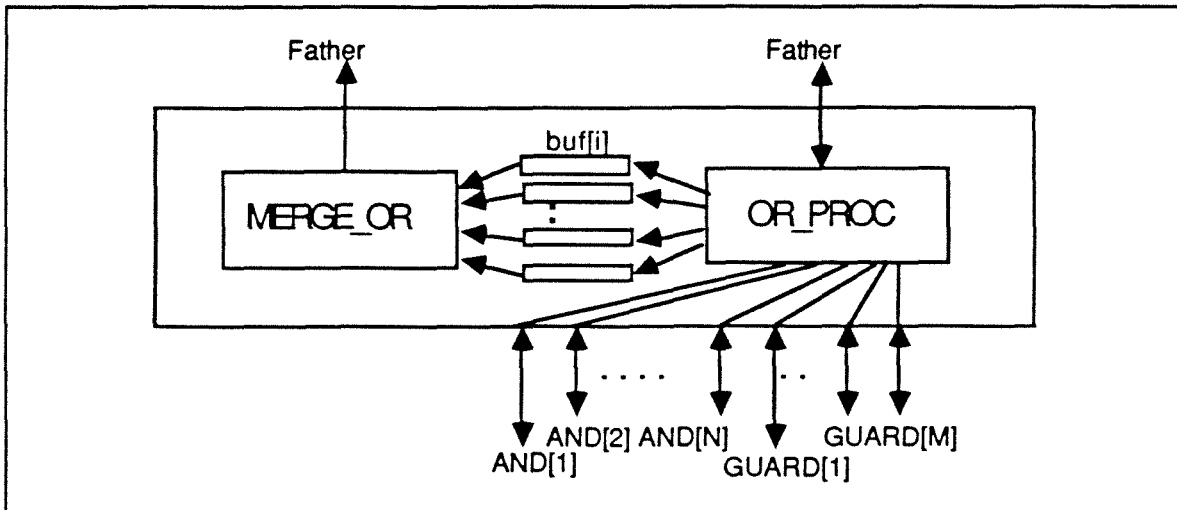 Father Father
buf[i]
MERGE_OR OR_PROC
. . . . . .
AND[2] AND[N] GUARD[M]
AND[1] GUARD[1]